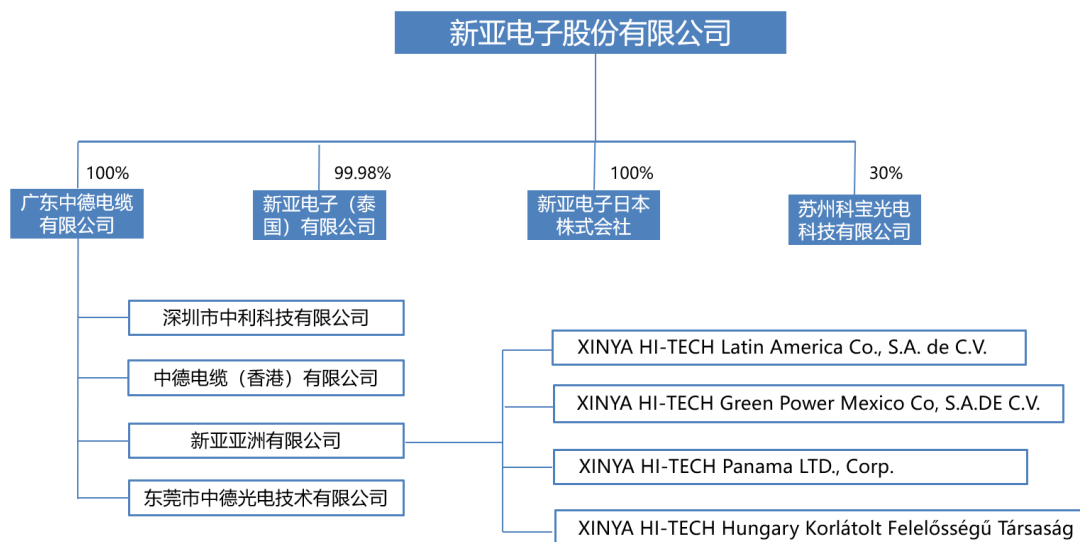 新亚电子股份有限公司
100%
99.98%
100%
30%
广东中德电缆
有限公司
新亚电子（泰
国）有限公司
新亚电子日本
株式会社
苏州科宝光电
科技有限公司
深圳市中利科技有限公司
中德电缆（香港）有限公司
新亚亚洲有限公司
东莞市中德光电技术有限公司
XINYA HI-TECH Latin America Co., S.A. de C.V.
XINYA HI-TECH Green Power Mexico Co, S.A.DE C.V.
XINYA HI-TECH Panama LTD., Corp.
XINYA HI-TECH Hungary Korlátolt Felelősségű Társaság